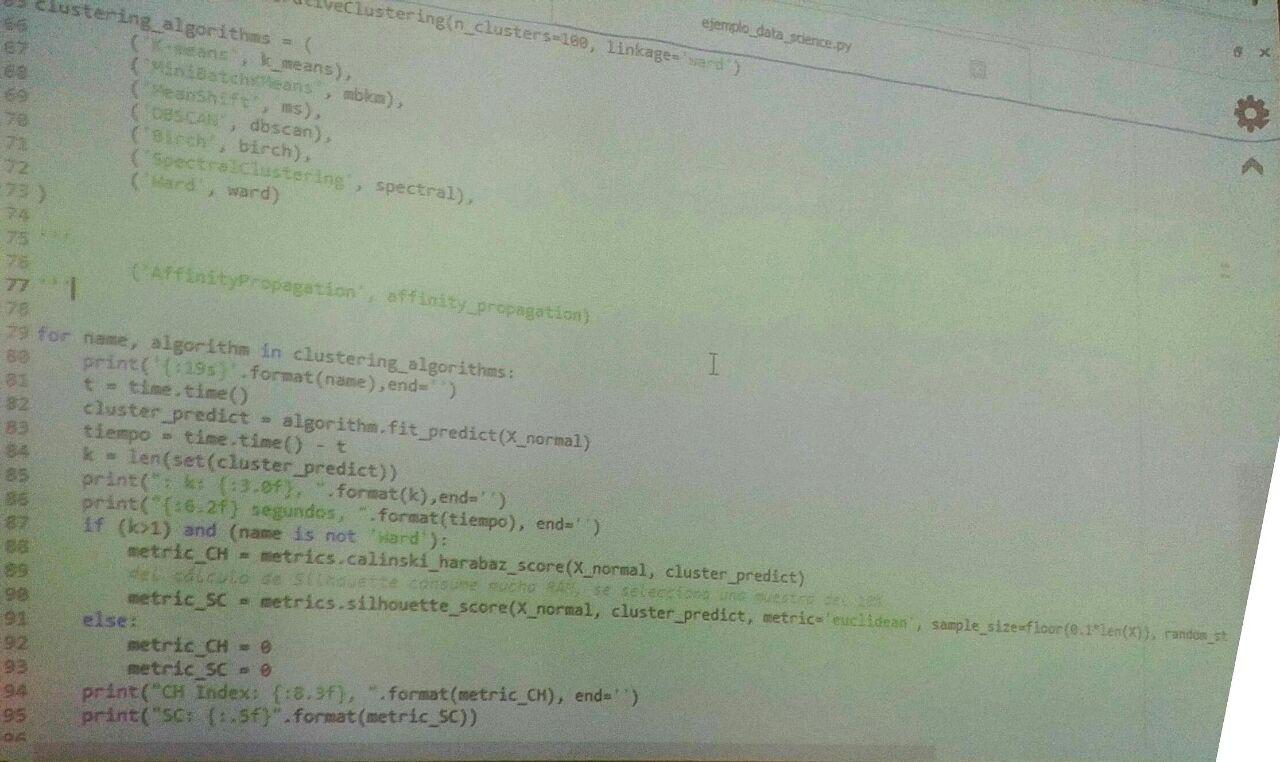 ejemplo_data_science.py
65 ativeClustering(n_clusters=100, linkage='ward')
66 clustering_algorithms = (
67 ('K-means', k_means),
68 ('MiniBatchKMeans', mbkm),
69 ('MeanShift', ms),
70 ('DBSCAN', dbscan),
71 ('Birch', birch),
72 ('SpectralClustering', spectral),
73 ('Ward', ward)
74 )
75 '''
76 ('AffinityPropagation', affinity_propagation)
77 '''
78
79 for name, algorithm in clustering_algorithms:
80 print('{:19s}'.format(name),end='')
81 t = time.time()
82 cluster_predict = algorithm.fit_predict(X_normal)
83 tiempo = time.time() - t
84 k = len(set(cluster_predict))
85 print(": k: {:3.0f}, ".format(k),end='')
86 print("{:6.2f} segundos, ".format(tiempo), end='')
87 if (k>1) and (name is not 'Ward'):
88 metric_CH = metrics.calinski_harabaz_score(X_normal, cluster_predict)
89 del cálculo de Silhouette consume mucha RAM, se selecciona una muestra del 10%
90 metric_SC = metrics.silhouette_score(X_normal, cluster_predict, metric='euclidean', sample_size=floor(0.1*len(X)), random_st
91 else:
92 metric_CH = 0
93 metric_SC = 0
94 print("CH Index: {:8.3f}, ".format(metric_CH), end='')
95 print("SC: {:.5f}".format(metric_SC))
96